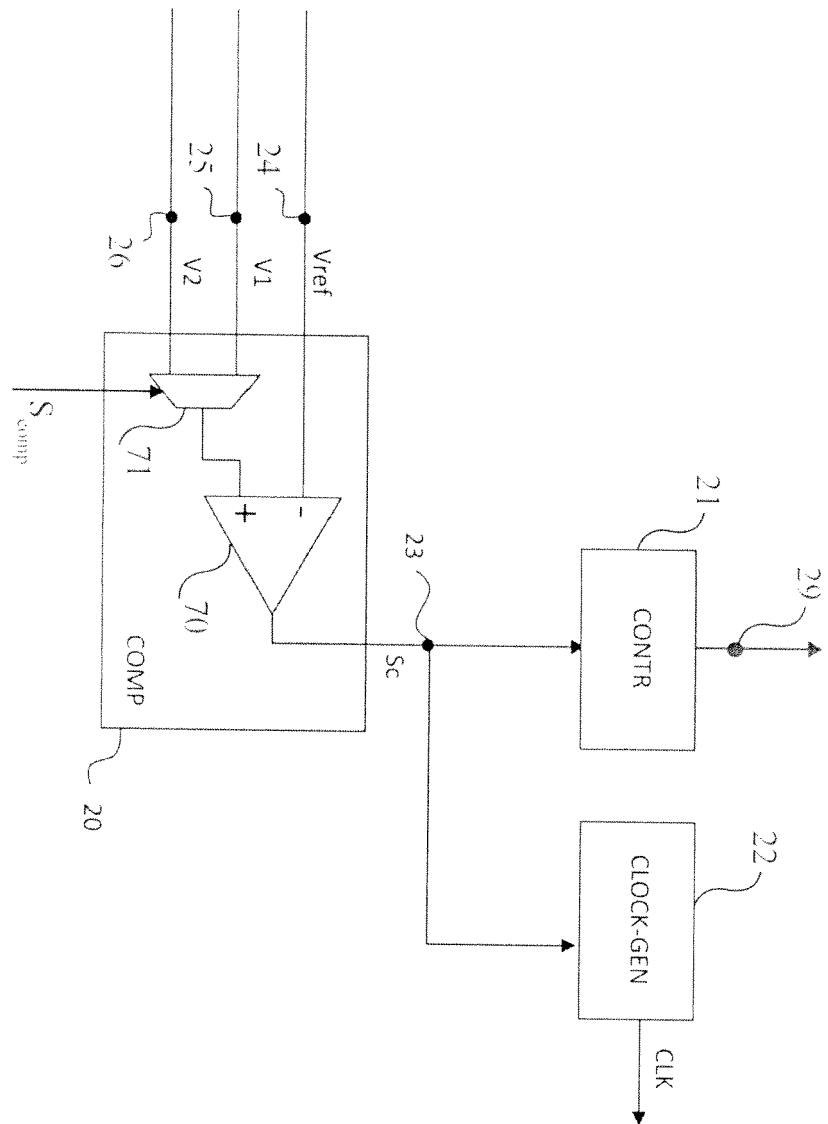 21
29
CONTR
22
CLOCK-GEN
CLK
23
Sc
24
Vref
25
V1
26
V2
-
+
70
71
S_comp
COMP
20